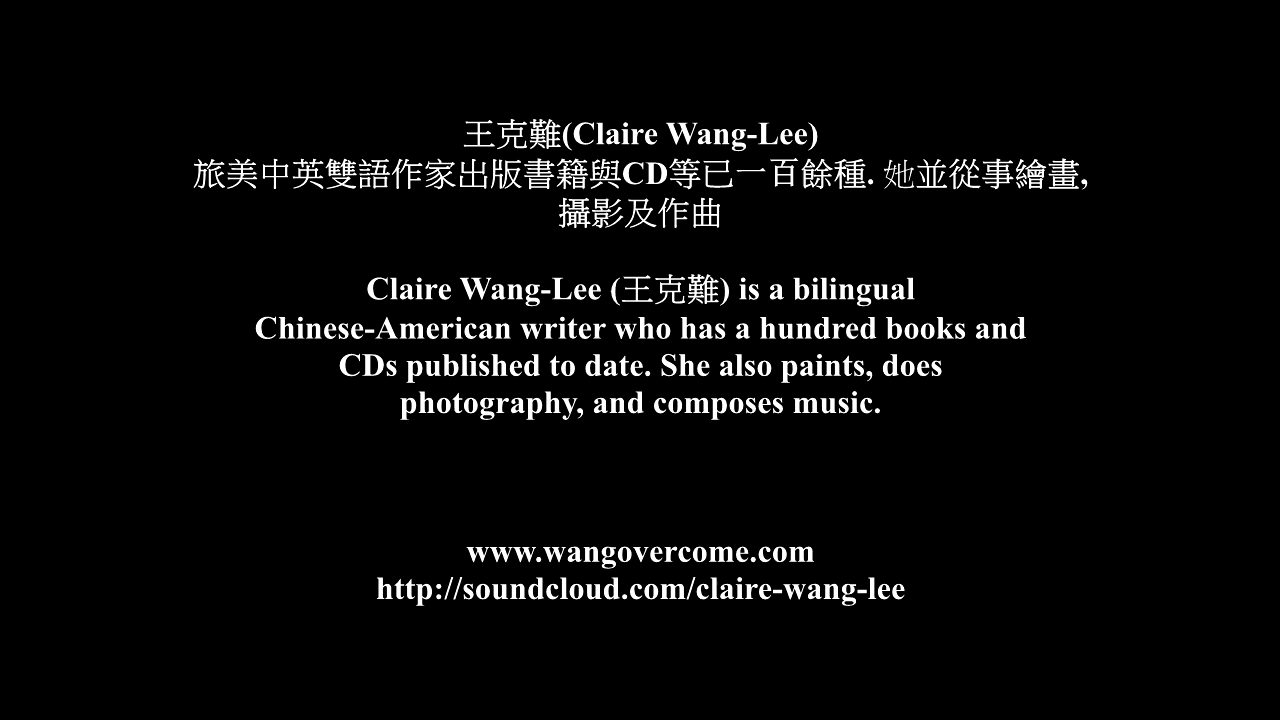 王克難(Claire Wang-Lee)
旅美中英雙語作家出版書籍與CD等已一百餘種. 她並從事繪畫,
攝影及作曲
Claire Wang-Lee (王克難) is a bilingual
Chinese-American writer who has a hundred books and
CDs published to date. She also paints, does
photography, and composes music.
www.wangovercome.com
http://soundcloud.com/claire-wang-lee